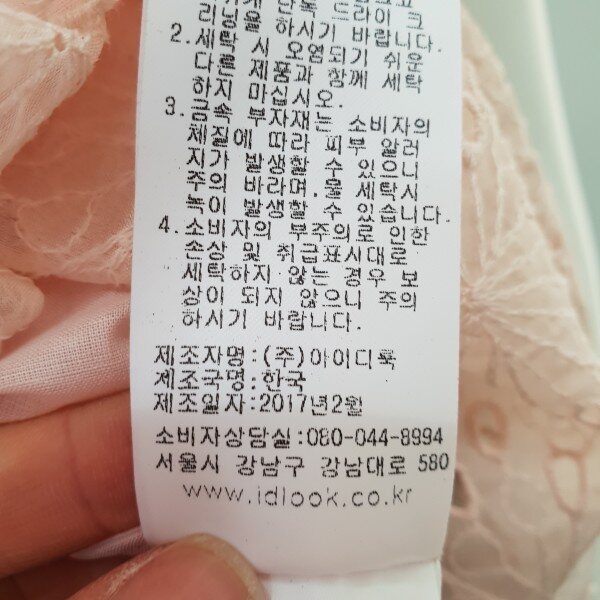 단독 드라이 크
리닝을 하시기 바랍니다.
2.세탁 시 오염되기 쉬운
다른 제품과 함께 세탁
하지 마십시오.
3.금속 부자재는 소비자의
체질에 따라 피부 알러
지가 발생할 수 있으니
주의 바라며.물 세탁시
녹이 발생할 수 있습니다.
4.소비자의 부주의로 인한
손상 및 취급표시대로
세탁하지 않는 경우 보
상이 되지 않으니 주의
하시기 바랍니다.
제조자명:(주)아이디룩
제조국명:한국
제조일자:2017년2월
소비자상담실:080-044-8994
서울시 강남구 강남대로 580
www.idlook.co.kr